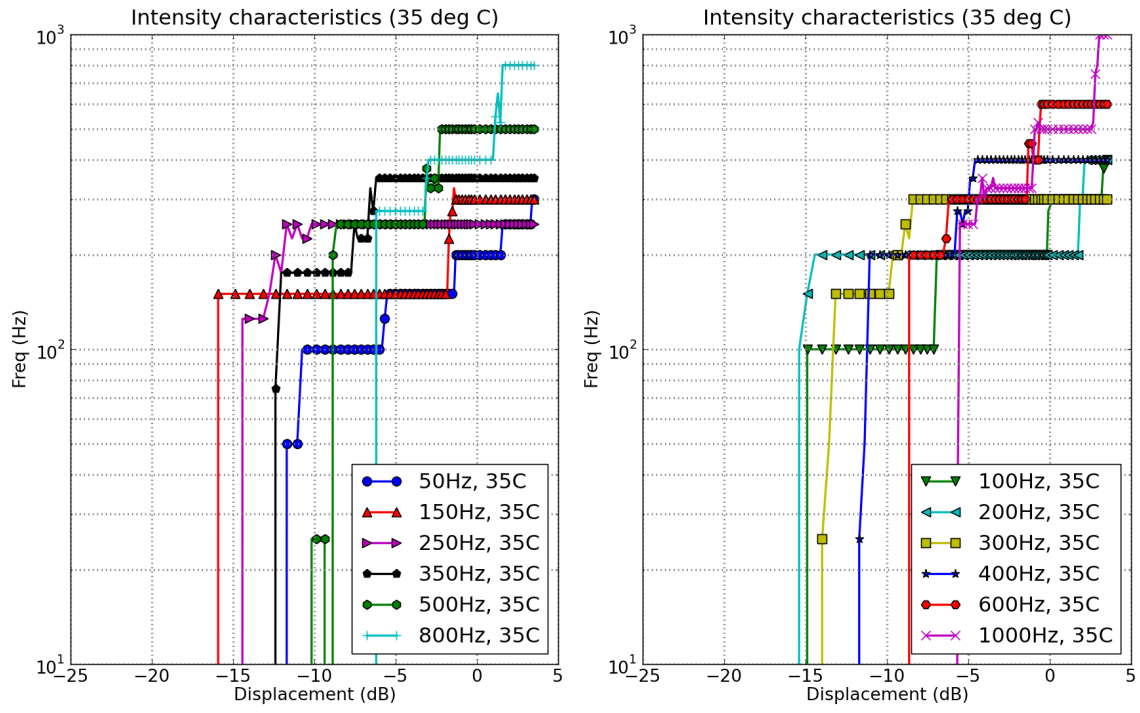 Intensity characteristics (35 deg C)
10³
10²
10¹
Freq (Hz)
−25 −20 −15 −10 −5 0 5
Displacement (dB)
50Hz, 35C
150Hz, 35C
250Hz, 35C
350Hz, 35C
500Hz, 35C
800Hz, 35C
Intensity characteristics (35 deg C)
10³
10²
10¹
Freq (Hz)
−25 −20 −15 −10 −5 0 5
Displacement (dB)
100Hz, 35C
200Hz, 35C
300Hz, 35C
400Hz, 35C
600Hz, 35C
1000Hz, 35C